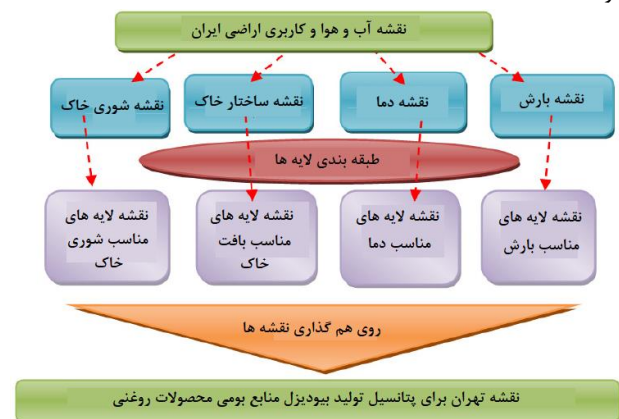 نقشه آب و هوا و کاربری اراضی ایران
نقشه بارش
نقشه دما
نقشه ساختار خاک
نقشه شوری خاک
طبقه بندی لایه ها
نقشه لایه های
مناسب بارش
نقشه لایه های
مناسب دما
نقشه لایه های
مناسب بافت
خاک
نقشه لایه های
مناسب شوری
خاک
روی هم گذاری نقشه ها
نقشه تهران برای پتانسیل تولید بیودیزل منابع بومی محصولات روغنی